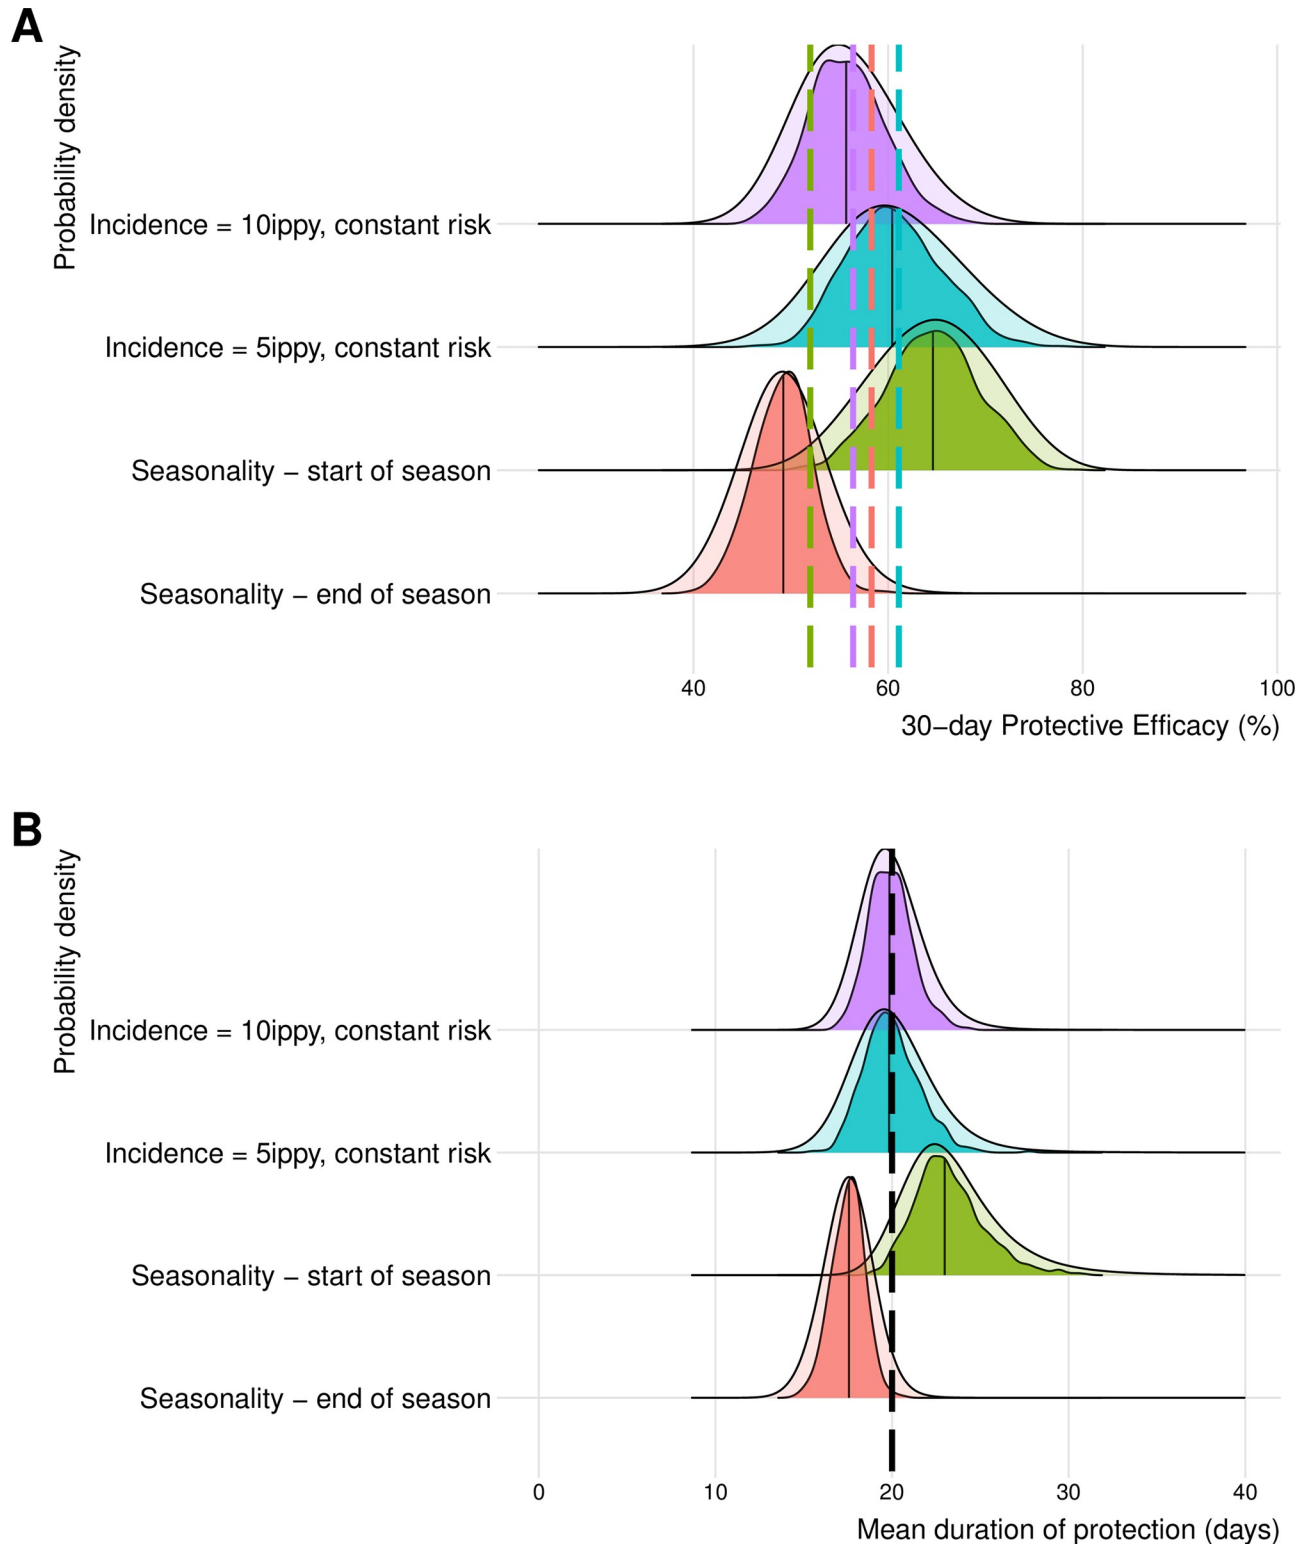 A
Probability density
Incidence = 10ippy, constant risk
Incidence = 5ippy, constant risk
Seasonality − start of season
Seasonality − end of season
40 60 80 100
30−day Protective Efficacy (%)
B
Probability density
Incidence = 10ippy, constant risk
Incidence = 5ippy, constant risk
Seasonality − start of season
Seasonality − end of season
0 10 20 30 40
Mean duration of protection (days)